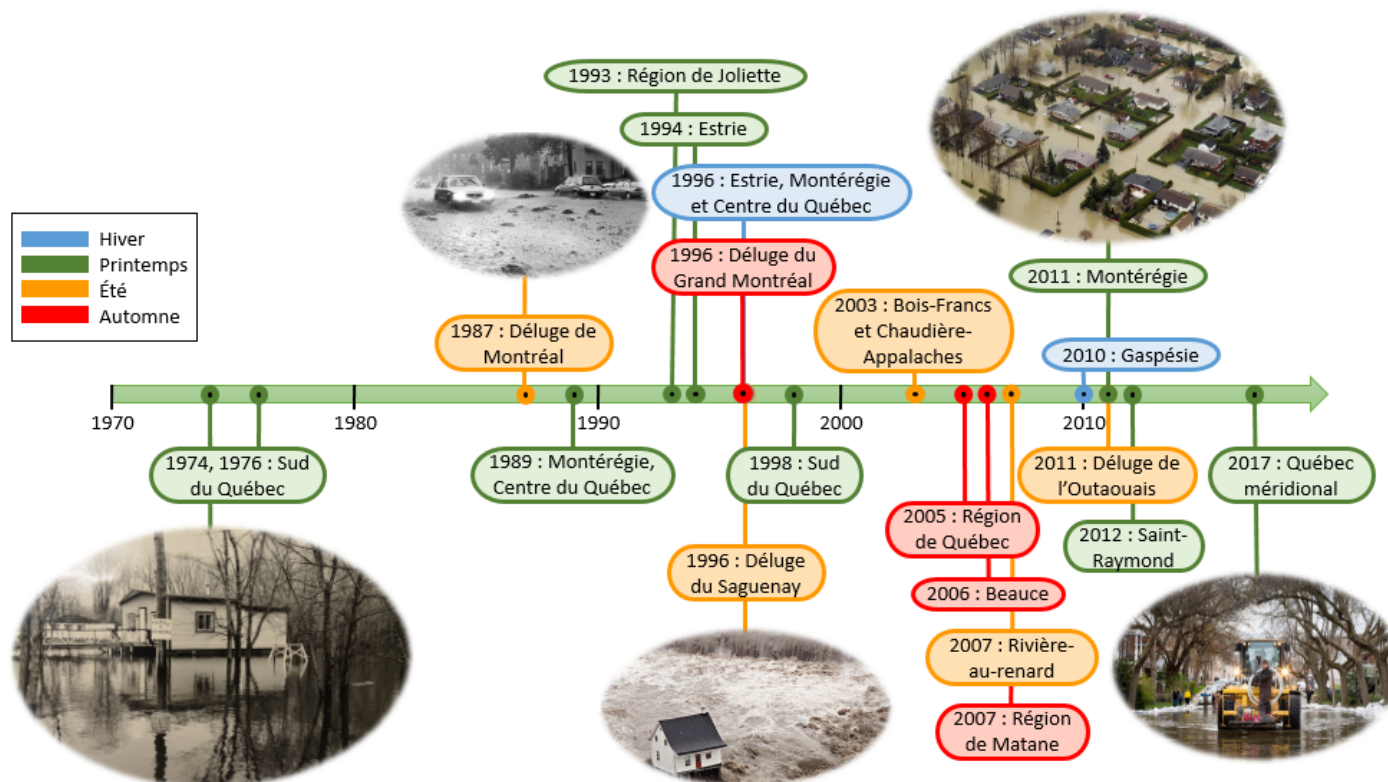 1993 : Région de Joliette
1994 : Estrie
1996 : Estrie, Montérégie
et Centre du Québec
1996 : Déluge du
Grand Montréal
Hiver
Printemps
Été
Automne
1987 : Déluge de
Montréal
2003 : Bois-Francs
et Chaudière-
Appalaches
2011 : Montérégie
2010 : Gaspésie
1970
1980
1990
2000
2010
1974, 1976 : Sud
du Québec
1989 : Montérégie,
Centre du Québec
1998 : Sud
du Québec
2011 : Déluge de
l’Outaouais
2017 : Québec
méridional
2005 : Région
de Québec
2012 : Saint-
Raymond
1996 : Déluge
du Saguenay
2006 : Beauce
2007 : Rivière-
au-renard
2007 : Région
de Matane